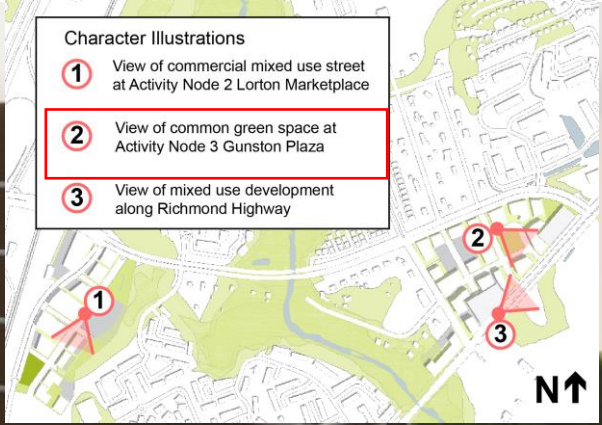 Character Illustrations
1 View of commercial mixed use street
at Activity Node 2 Lorton Marketplace
2 View of common green space at
Activity Node 3 Gunston Plaza
3 View of mixed use development
along Richmond Highway
2
1
3
N